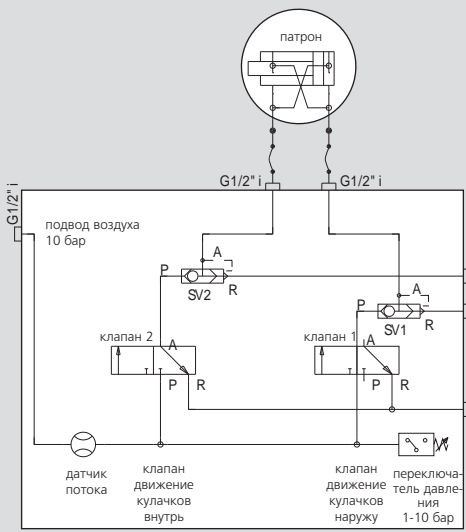 патрон
G1/2" i
G1/2" i
G1/2" i
подвод воздуха
10 бар
A
P
R
SV2
A
P
R
SV1
клапан 2
A
P
R
клапан 1
A
P
R
датчик
потока
клапан
движение
кулачков
внутрь
клапан
движение
кулачков
наружу
переключа-
тель давле-
ния
1-10 бар